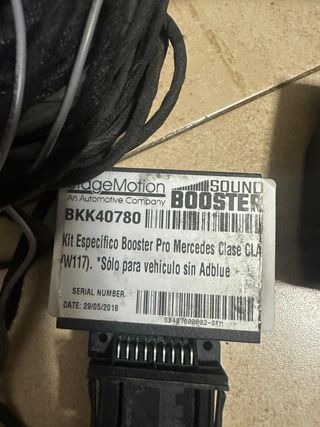 StageMotion
An Automotive Company
SOUND
BOOSTER
BKK40780
Kit Específico Booster Pro Mercedes Clase CLA
(W117). *Sólo para vehículo sin Adblue
SERIAL NUMBER
DATE: 29/05/2018